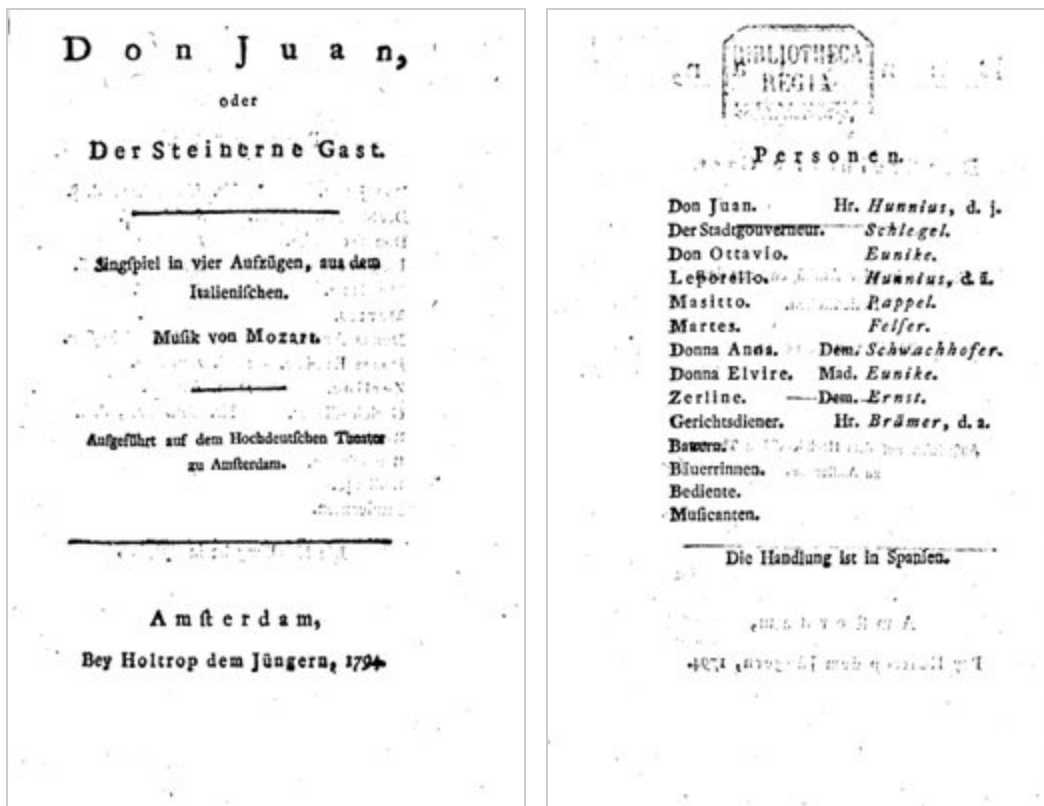 Don Juan,
oder
Der Steinerne Gast.
Singſpiel in vier Aufzügen, aus dem
Italieniſchen.
Muſik von Mozart.
Aufgeführt auf dem Hochdeutſchen Theater
zu Amſterdam.
Amſterdam,
Bey Holtrop dem Jüngern, 1794
BIBLIOTHECA
REGIA
Perſonen.
Don Juan. Hr. Hunnius, d. j.
Der Stadtgouverneur. Schlegel.
Don Ottavio. Eunike.
Leporello. Hunnius, d. ä.
Maſitto. Pappel.
Martes. Felſer.
Donna Anna. Dem. Schwachhofer.
Donna Elvire. Mad. Eunike.
Zerline. Dem. Ernst.
Gerichtsdiener. Hr. Brämer, d. a.
Bauern.
Bäuerrinnen.
Bediente.
Muſicanten.
Die Handlung iſt in Spanien.